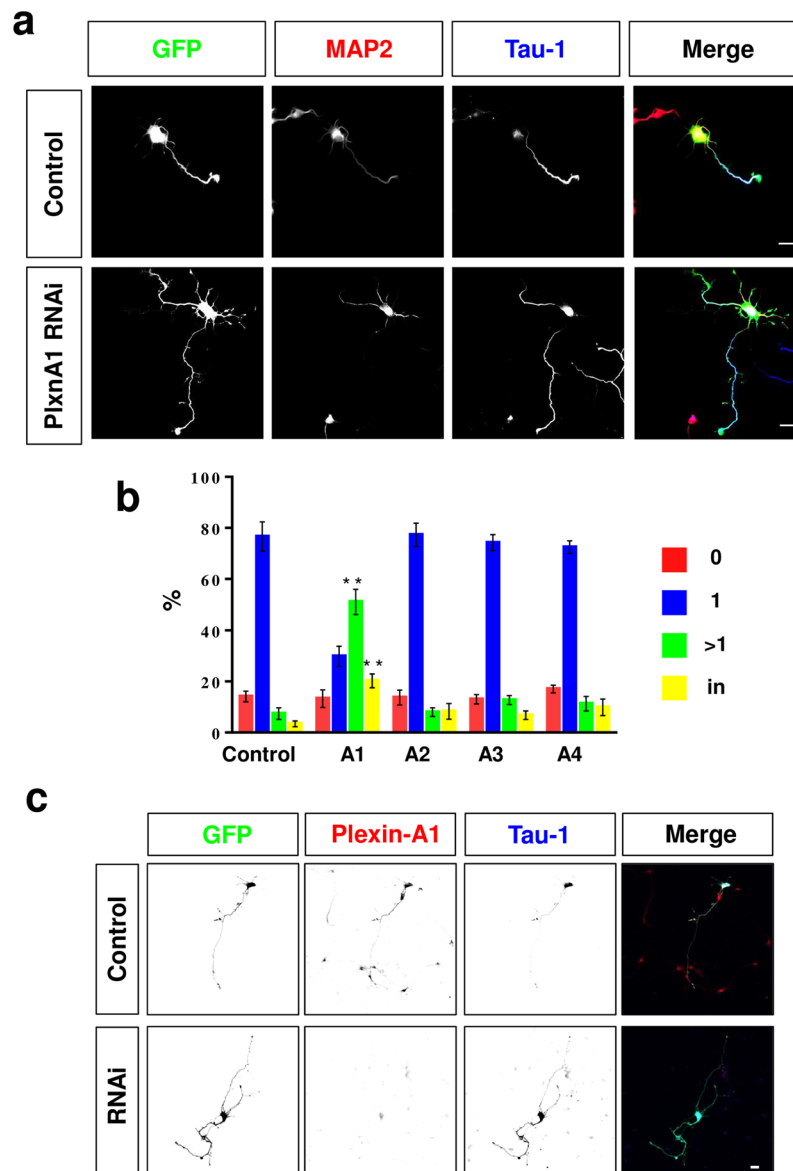 a
GFP MAP2 Tau-1 Merge
Control
PlxnA1 RNAi
b
%
100
80
60
40
20
0
** 
**
Control A1 A2 A3 A4
0
1
>1
in
c
GFP Plexin-A1 Tau-1 Merge
Control
RNAi